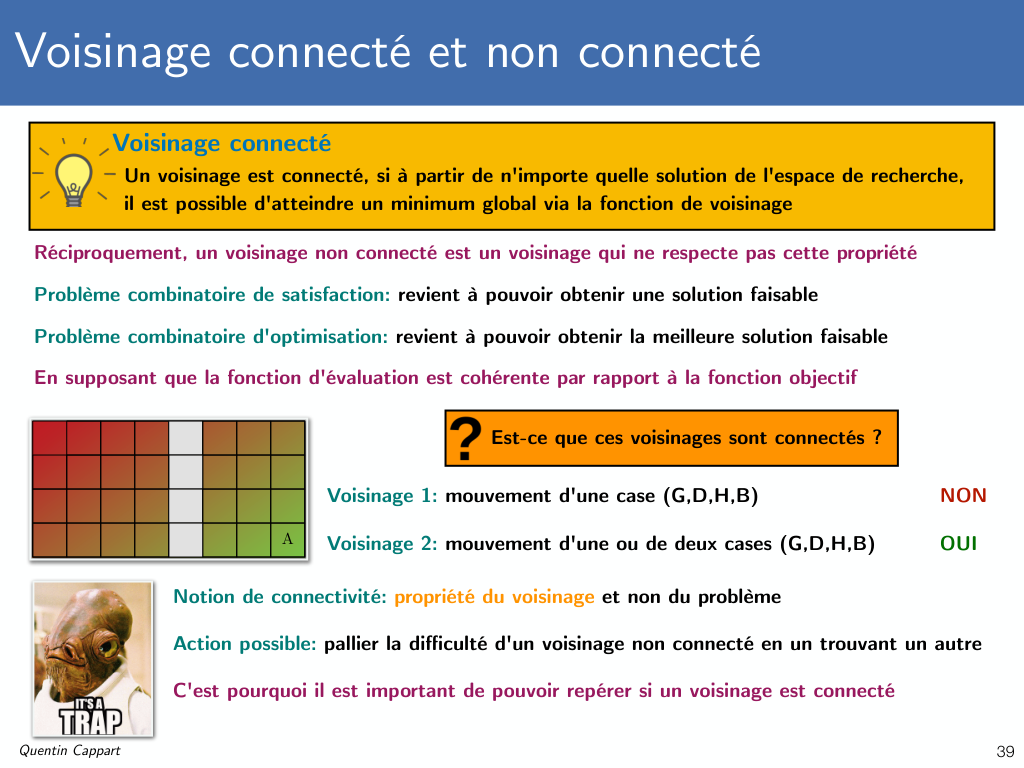 Voisinage connecté et non connecté
Voisinage connecté
Un voisinage est connecté, si à partir de n'importe quelle solution de l'espace de recherche,
il est possible d'atteindre un minimum global via la fonction de voisinage
Réciproquement, un voisinage non connecté est un voisinage qui ne respecte pas cette propriété
Problème combinatoire de satisfaction: revient à pouvoir obtenir une solution faisable
Problème combinatoire d'optimisation: revient à pouvoir obtenir la meilleure solution faisable
En supposant que la fonction d'évaluation est cohérente par rapport à la fonction objectif
? Est-ce que ces voisinages sont connectés ?
Voisinage 1: mouvement d'une case (G,D,H,B) NON
A
Voisinage 2: mouvement d'une ou de deux cases (G,D,H,B) OUI
Notion de connectivité: propriété du voisinage et non du problème
Action possible: pallier la difficulté d'un voisinage non connecté en un trouvant un autre
C'est pourquoi il est important de pouvoir repérer si un voisinage est connecté
IT'S A
TRAP
Quentin Cappart
39